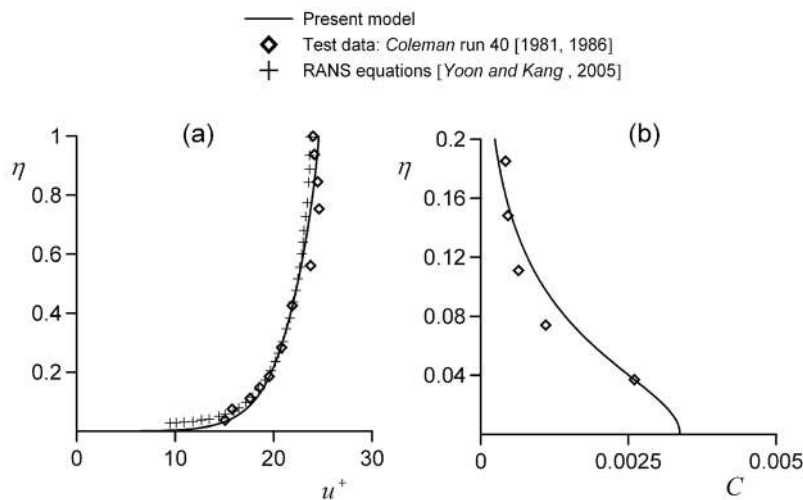 Present model
Test data: Coleman run 40 [1981, 1986]
RANS equations [Yoon and Kang , 2005]
(a)
η
1
0.8
0.6
0.4
0.2
0
10
20
30
u⁺
(b)
η
0.2
0.16
0.12
0.08
0.04
0
0.0025
0.005
C